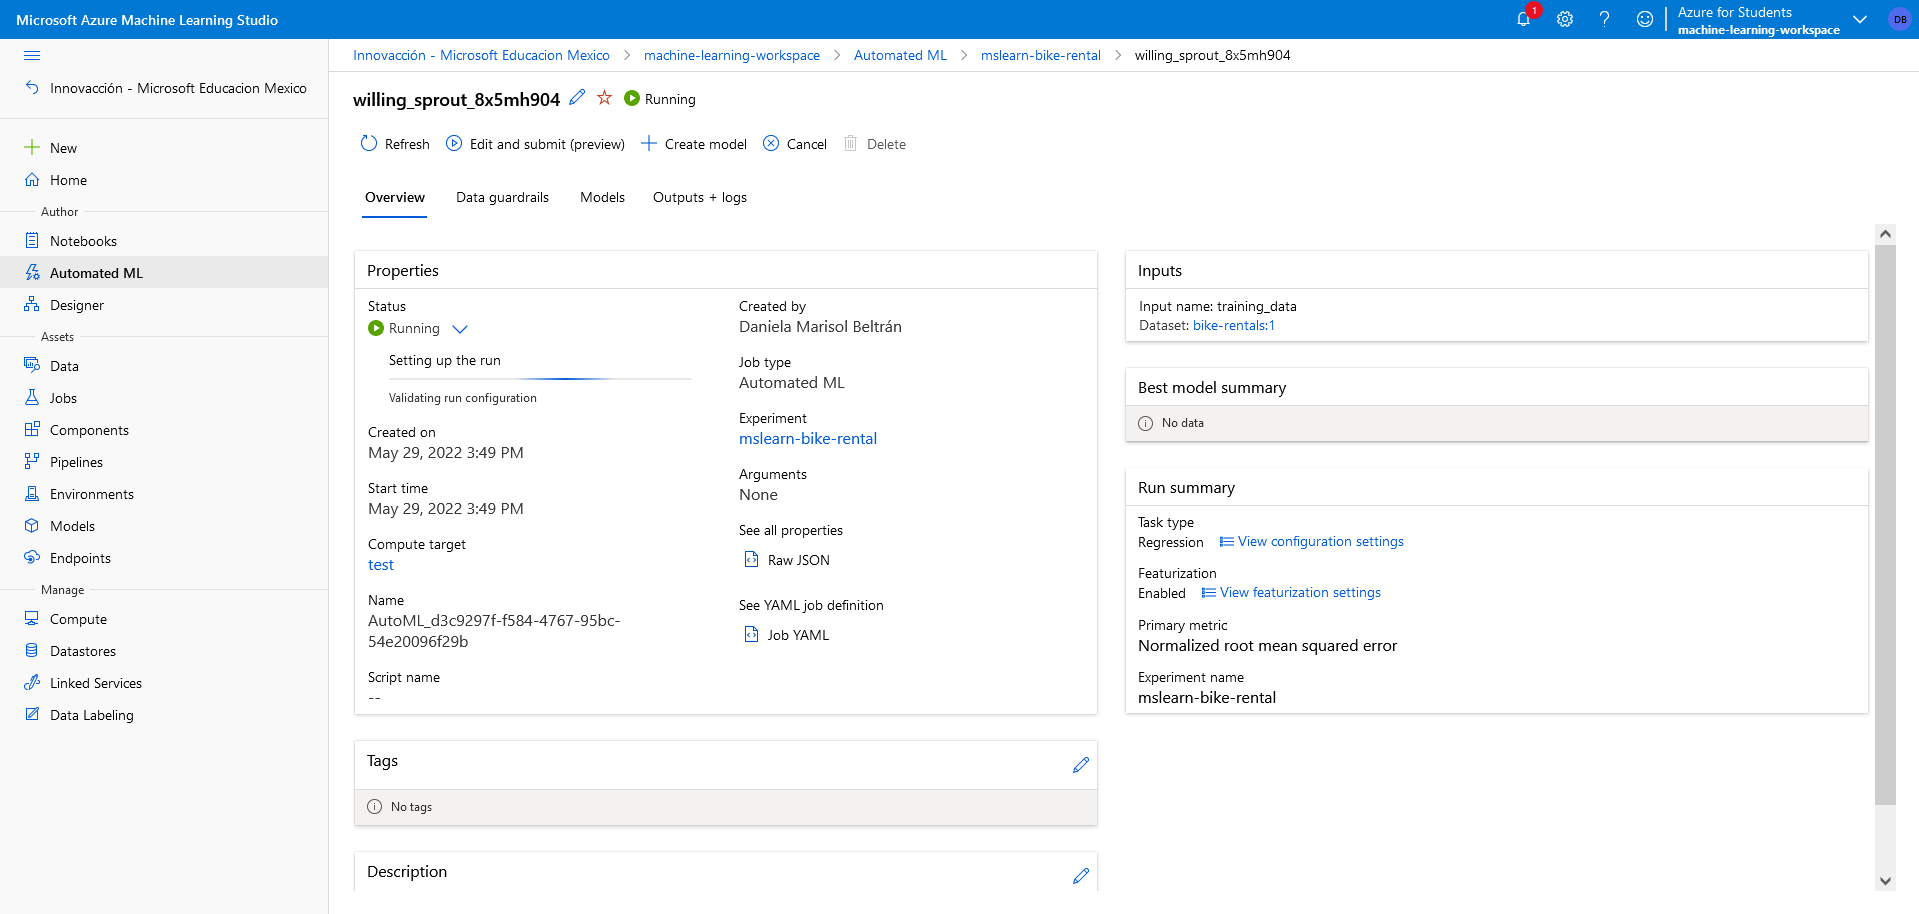 Microsoft Azure Machine Learning Studio
1
Azure for Students
machine-learning-workspace
DB
Innovacción - Microsoft Educacion Mexico
New
Home
Author
Notebooks
Automated ML
Designer
Assets
Data
Jobs
Components
Pipelines
Environments
Models
Endpoints
Manage
Compute
Datastores
Linked Services
Data Labeling
Innovacción - Microsoft Educacion Mexico > machine-learning-workspace > Automated ML > mslearn-bike-rental > willing_sprout_8x5mh904
willing_sprout_8x5mh904 Running
Refresh Edit and submit (preview) Create model Cancel Delete
Overview Data guardrails Models Outputs + logs
Properties
Status
Running
Setting up the run
Validating run configuration
Created on
May 29, 2022 3:49 PM
Start time
May 29, 2022 3:49 PM
Compute target
test
Name
AutoML_d3c9297f-f584-4767-95bc-
54e20096f29b
Script name
--
Created by
Daniela Marisol Beltrán
Job type
Automated ML
Experiment
mslearn-bike-rental
Arguments
None
See all properties
Raw JSON
See YAML job definition
Job YAML
Tags
No tags
Description
Inputs
Input name: training_data
Dataset: bike-rentals:1
Best model summary
No data
Run summary
Task type
Regression View configuration settings
Featurization
Enabled View featurization settings
Primary metric
Normalized root mean squared error
Experiment name
mslearn-bike-rental